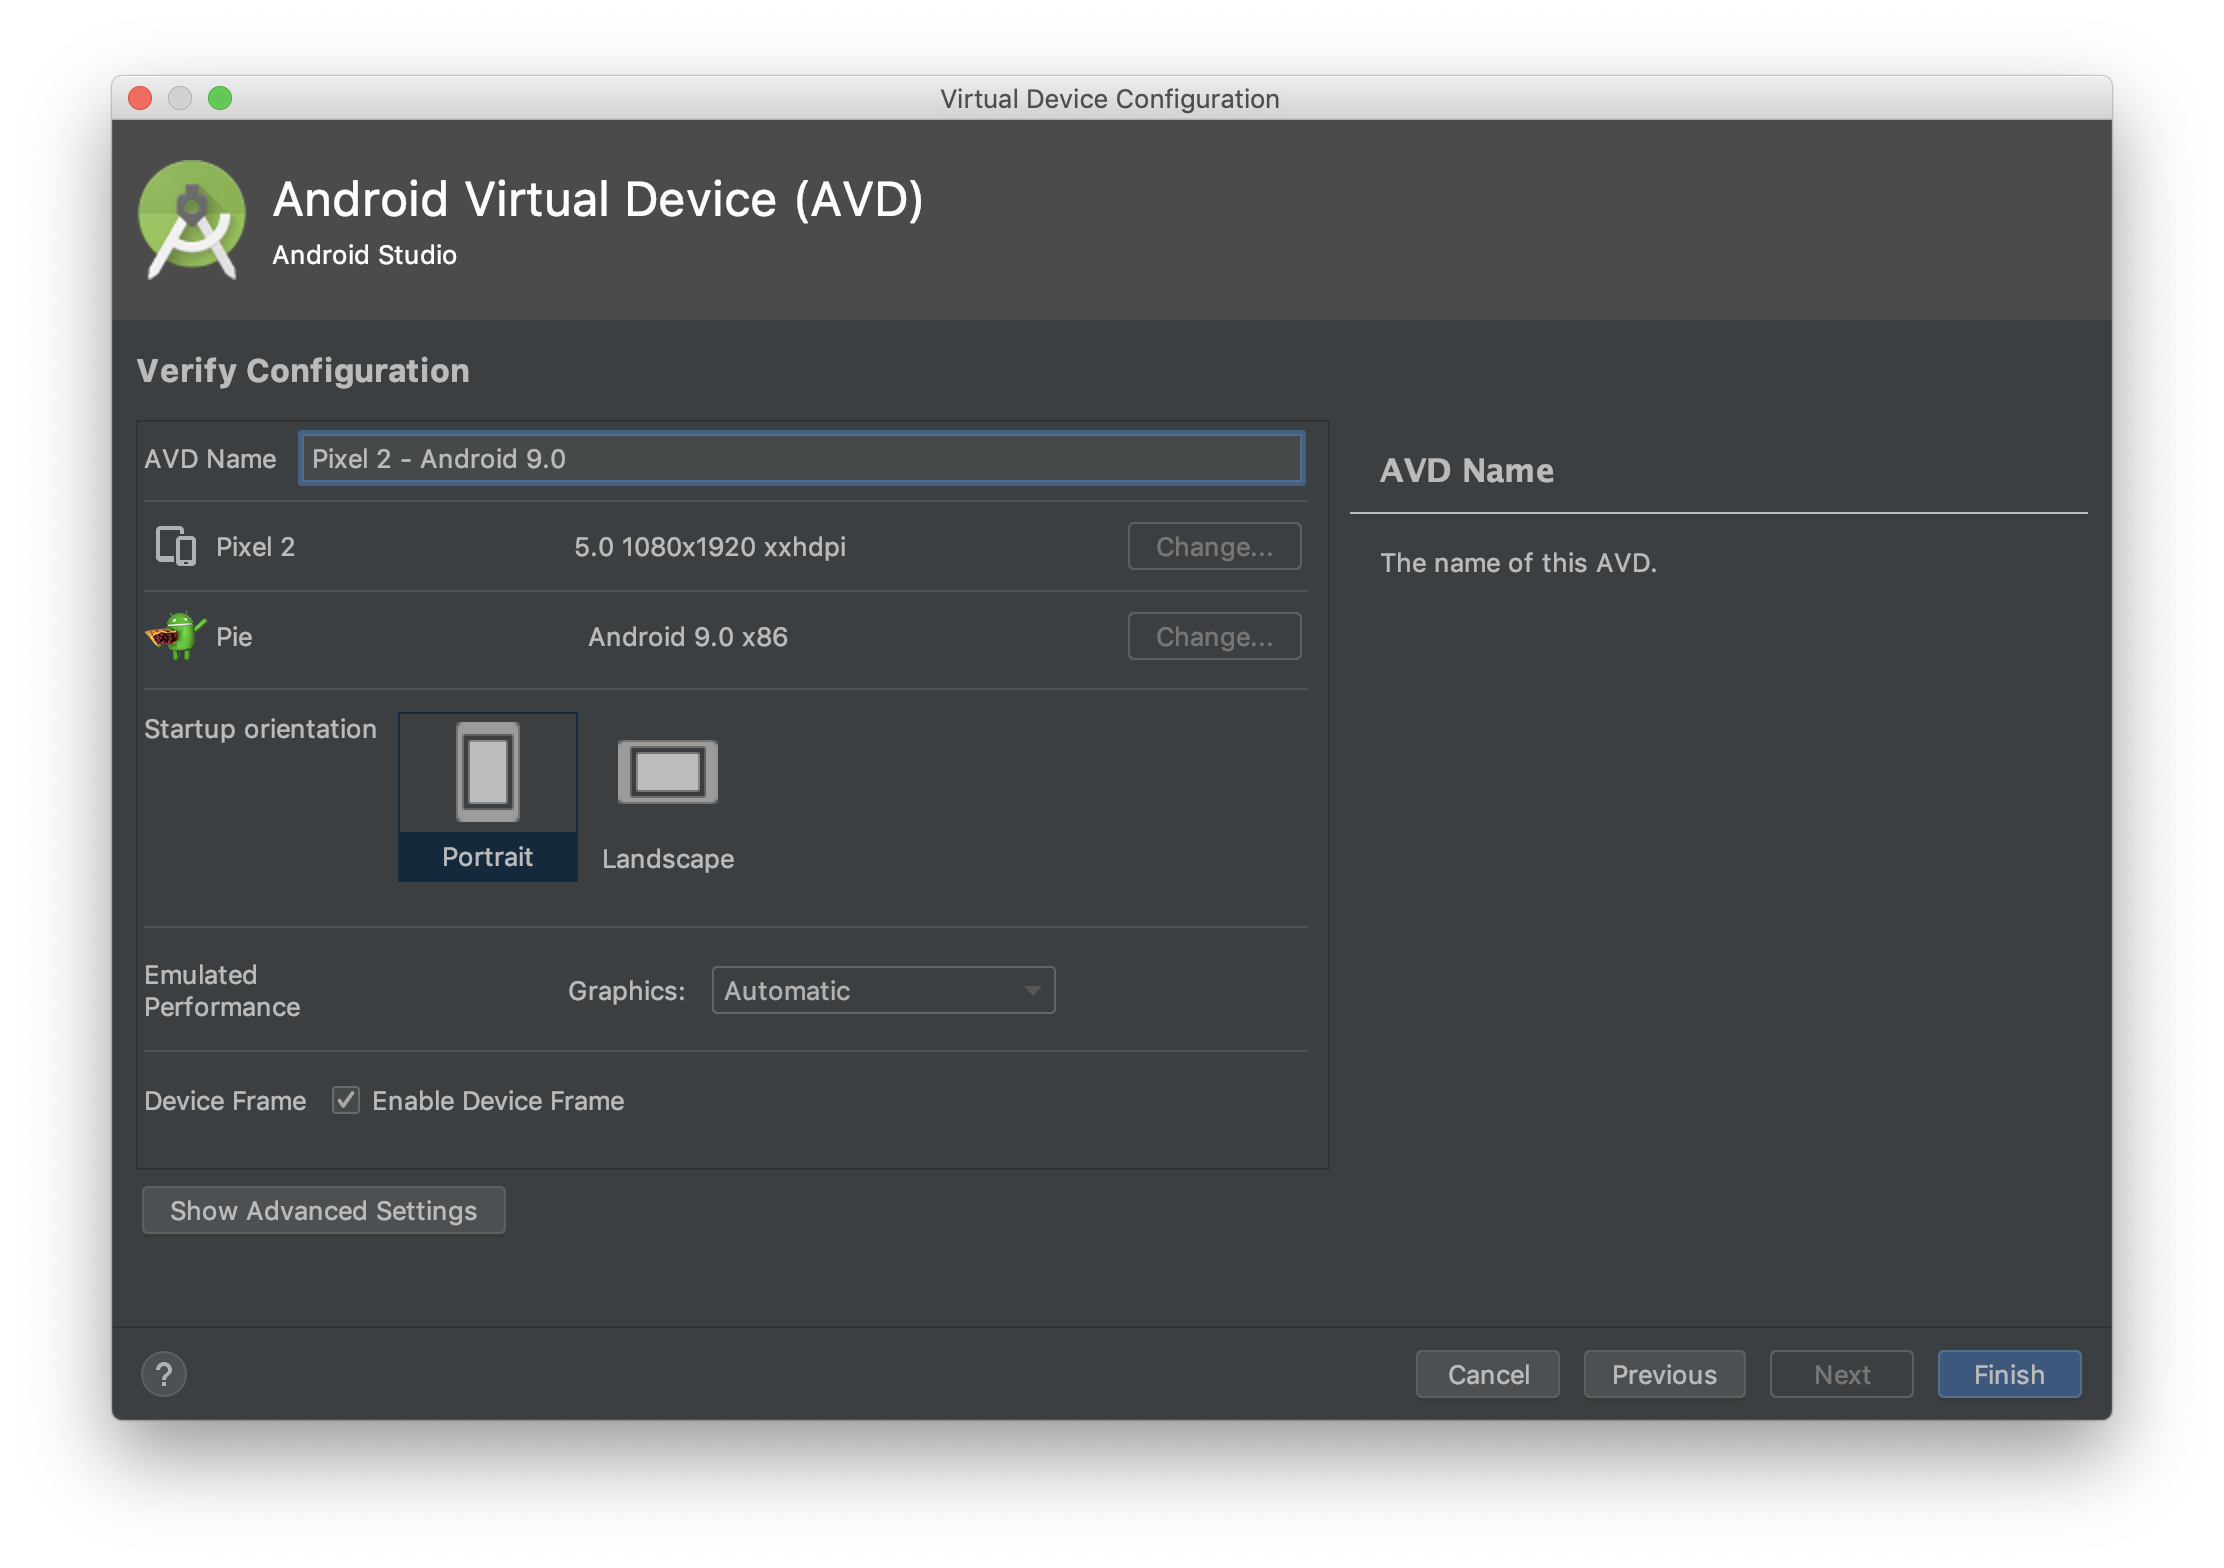 Virtual Device Configuration
Android Virtual Device (AVD)
Android Studio
Verify Configuration
AVD Name
Pixel 2 - Android 9.0
Pixel 2
5.0 1080x1920 xxhdpi
Change...
Pie
Android 9.0 x86
Change...
Startup orientation
Portrait
Landscape
Emulated
Performance
Graphics:
Automatic
Device Frame
Enable Device Frame
Show Advanced Settings
AVD Name
The name of this AVD.
?
Cancel
Previous
Next
Finish